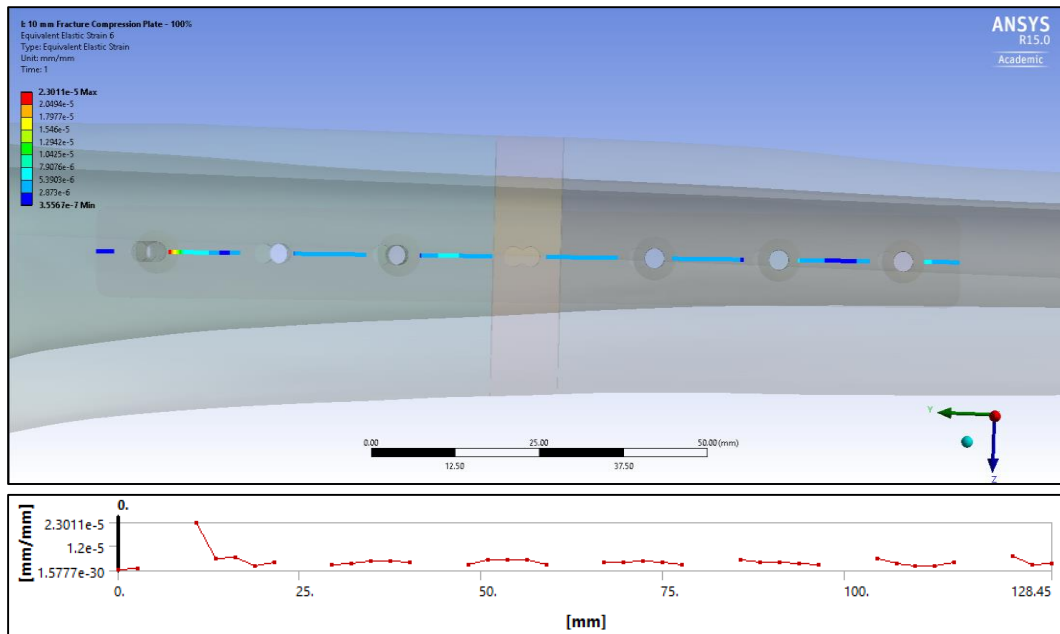 I: 10 mm Fracture Compression Plate - 100%
Equivalent Elastic Strain 6
Type: Equivalent Elastic Strain
Unit: mm/mm
Time: 1
2.3011e-5 Max
2.0494e-5
1.7977e-5
1.546e-5
1.2942e-5
1.0425e-5
7.9076e-6
5.3903e-6
2.873e-6
3.5567e-7 Min
ANSYS
R15.0
Academic
Y
Z
0.00
25.00
50.00(mm)
12.50
37.50
0.
2.3011e-5
1.2e-5
1.5777e-30
[mm/mm]
0.
25.
50.
75.
100.
128.45
[mm]